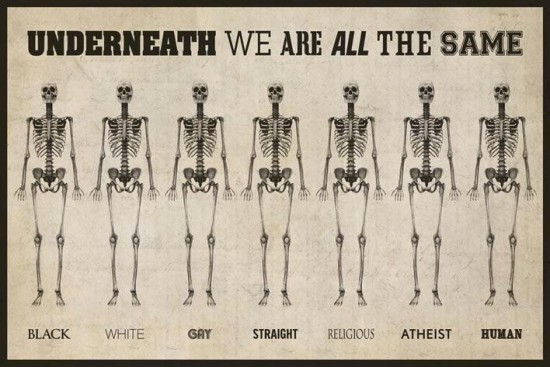 UNDERNEATH WE ARE ALL THE SAME
BLACK WHITE GAY STRAIGHT RELIGIOUS ATHEIST HUMAN